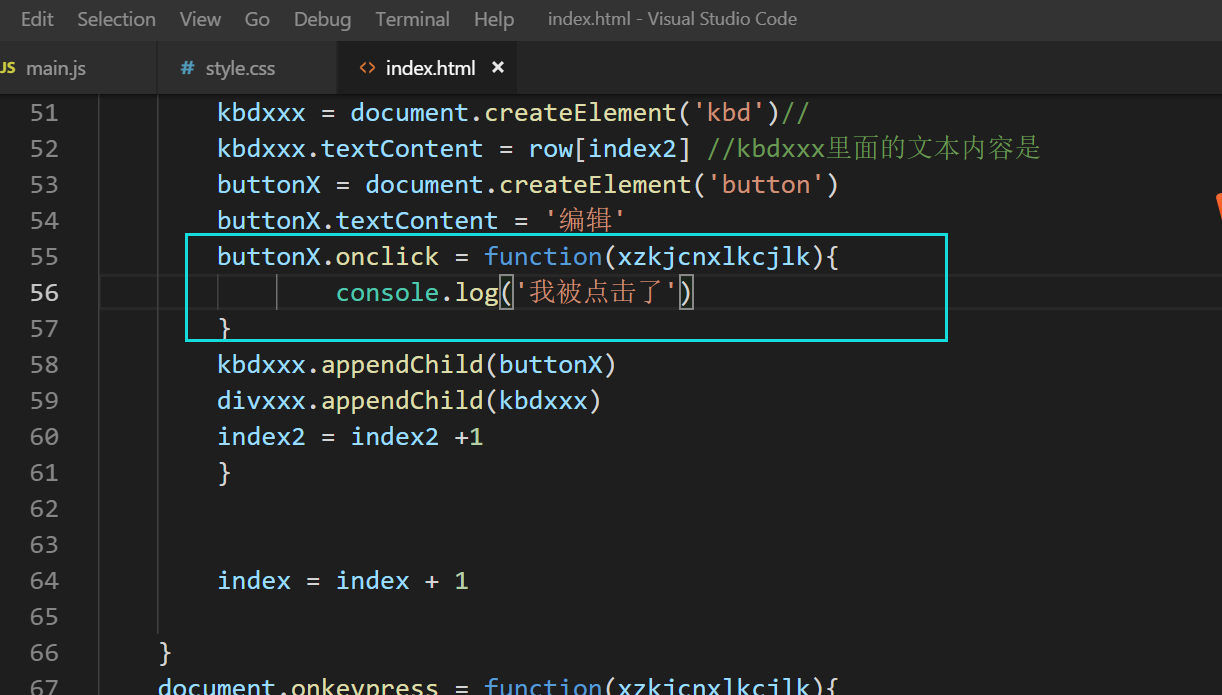 Edit Selection View Go Debug Terminal Help index.html - Visual Studio Code
JS main.js # style.css <> index.html ×
51 kbdxxx = document.createElement('kbd')//
52 kbdxxx.textContent = row[index2] //kbdxxx里面的文本内容是
53 buttonX = document.createElement('button')
54 buttonX.textContent = '编辑'
55 buttonX.onclick = function(xzkjcnxlkcjlk){
56 console.log('我被点击了')
57 }
58 kbdxxx.appendChild(buttonX)
59 divxxx.appendChild(kbdxxx)
60 index2 = index2 +1
61 }
62
63
64 index = index + 1
65
66 }
67 document.onkeypress = function(xzkjcnxlkcjlk){